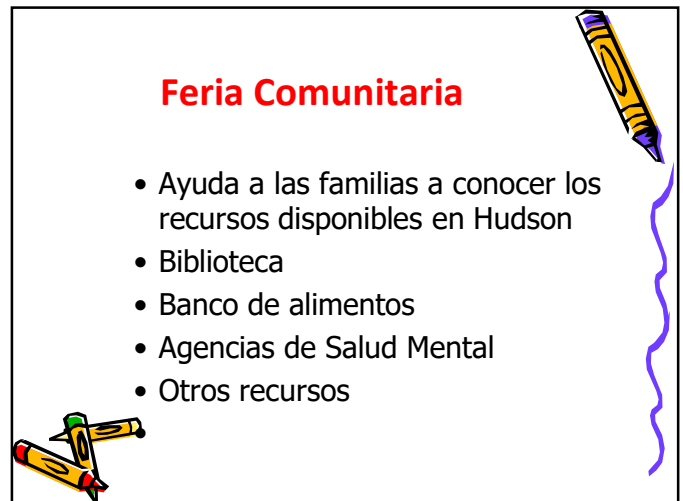 Feria Comunitaria
• Ayuda a las familias a conocer los
recursos disponibles en Hudson
• Biblioteca
• Banco de alimentos
• Agencias de Salud Mental
• Otros recursos
•